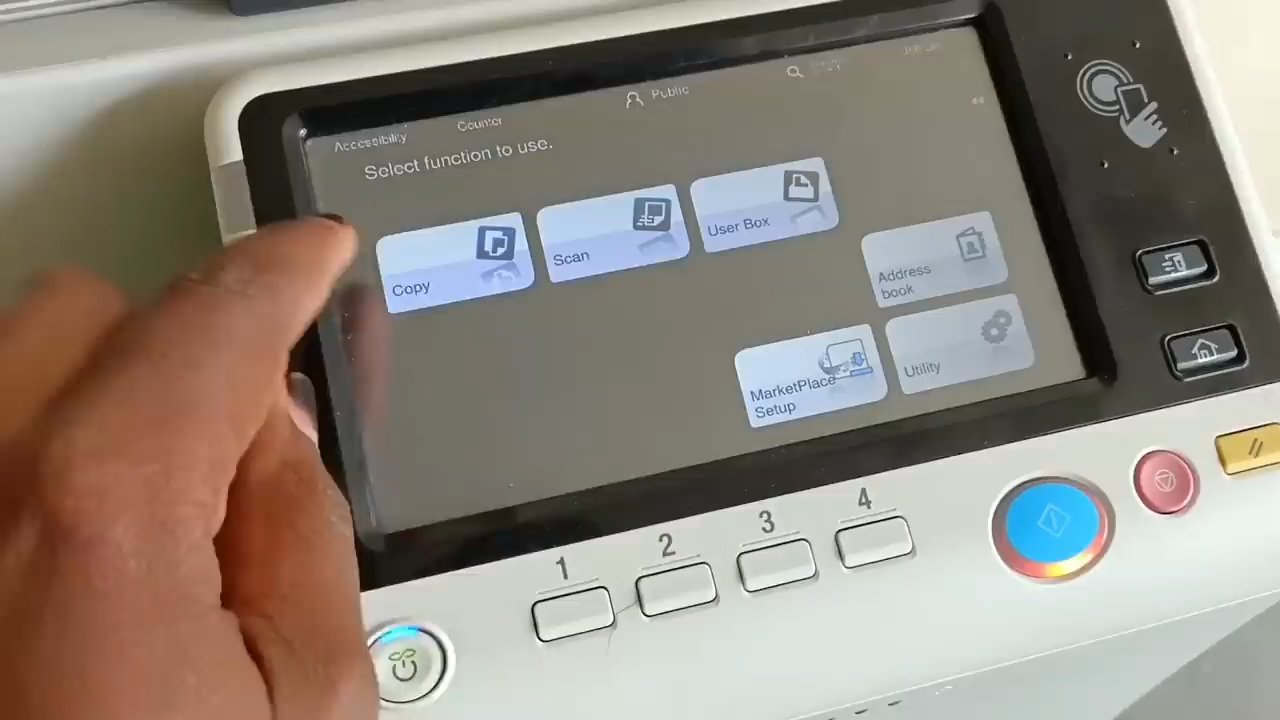 Accessibility
Counter
Public
Select function to use.
Copy
Scan
User Box
Address
book
MarketPlace
Setup
Utility
1
2
3
4